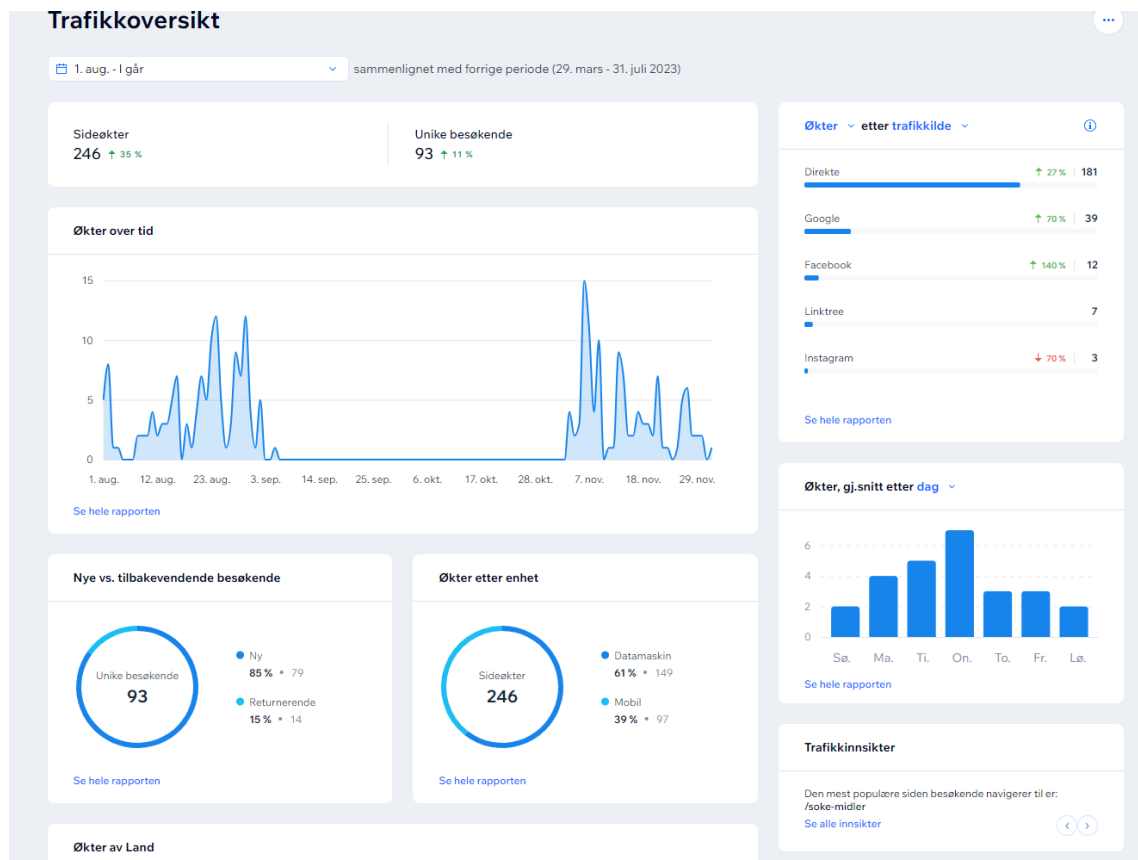 Trafikkoversikt
1. aug. - I går
sammenlignet med forrige periode (29. mars - 31. juli 2023)
Sideøkter
246 ↑ 35 %
Unike besøkende
93 ↑ 11 %
Økter over tid
15
10
5
0
1. aug. 12. aug. 23. aug. 3. sep. 14. sep. 25. sep. 6. okt. 17. okt. 28. okt. 7. nov. 18. nov. 29. nov.
Se hele rapporten
Nye vs. tilbakevendende besøkende
Unike besøkende
93
Ny
85 % • 79
Returnerende
15 % • 14
Se hele rapporten
Økter etter enhet
Sideøkter
246
Datamaskin
61 % • 149
Mobil
39 % • 97
Se hele rapporten
Økter av Land
Økter etter trafikkilde
Direkte ↑ 27 % 181
Google ↑ 70 % 39
Facebook ↑ 140 % 12
Linktree 7
Instagram ↓ 70 % 3
Se hele rapporten
Økter, gj.snitt etter dag
6
4
2
0
Sø. Ma. Ti. On. To. Fr. Lø.
Se hele rapporten
Trafikkinnsikter
Den mest populære siden besøkende navigerer til er:
/soke-midler
Se alle innsikter